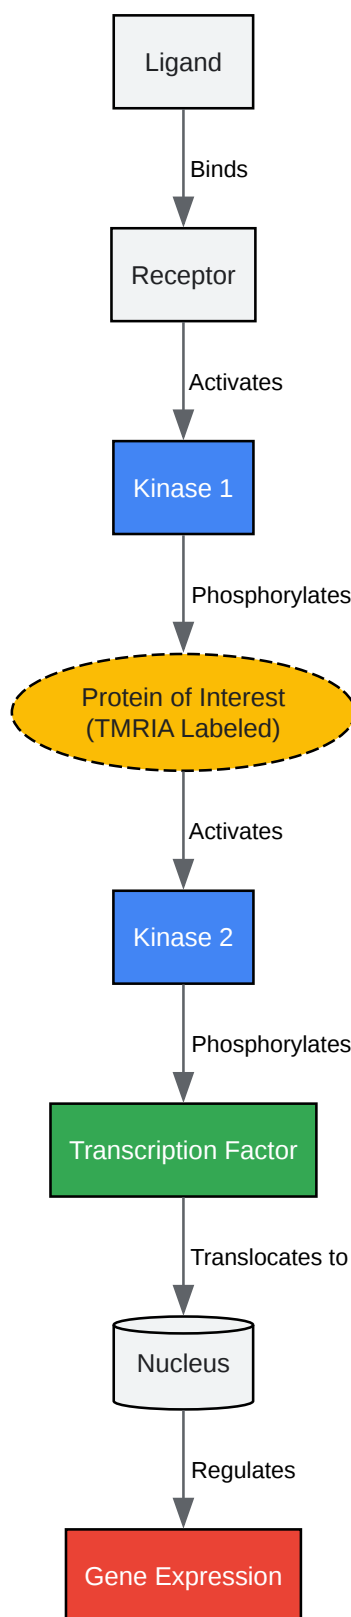 Ligand
Binds
Receptor
Activates
Kinase 1
Phosphorylates
Protein of Interest
(TMRIA Labeled)
Activates
Kinase 2
Phosphorylates
Transcription Factor
Translocates to
Nucleus
Regulates
Gene Expression